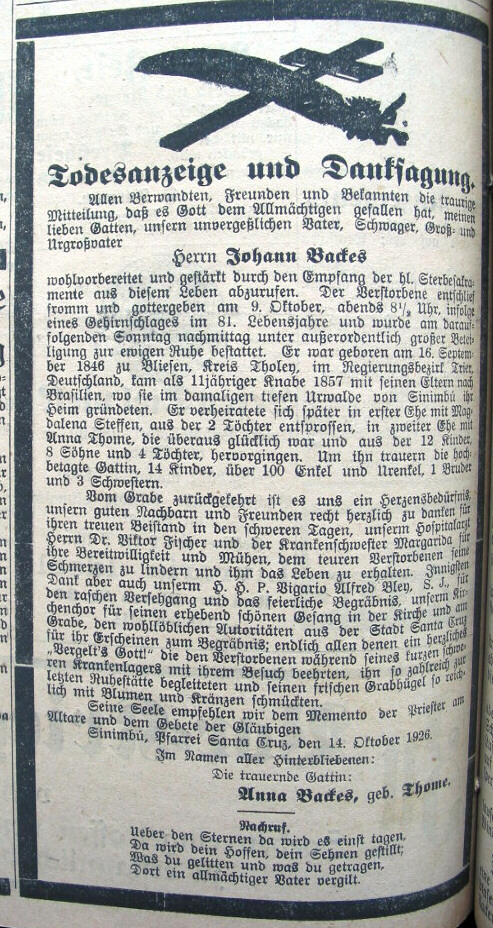 Todesanzeige und Danksagung.
Allen Verwandten, Freunden und Bekannten die traurige
Mitteilung, daß es Gott dem Allmächtigen gefallen hat, meinen
lieben Gatten, unsern unvergeßlichen Vater, Schwager, Groß- und
Urgroßvater
Herrn Johann Backes
wohlvorbereitet und gestärkt durch den Empfang der hl. Sterbesakra-
mente aus diesem Leben abzurufen. Der Verstorbene entschlief
fromm und gottergeben am 9. Oktober, abends 8½ Uhr, infolge
eines Gehirnschlages im 81. Lebensjahre und wurde am darauf-
folgenden Sonntag nachmittag unter außerordentlich großer Betei-
ligung zur ewigen Ruhe bestattet. Er war geboren am 16. Septem-
ber 1846 zu Bliesen, Kreis Tholey, im Regierungsbezirk Trier,
Deutschland, kam als 11jähriger Knabe 1857 mit seinen Eltern nach
Brasilien, wo sie im damaligen tiefen Urwalde von Sinimbú ihr
Heim gründeten. Er verheiratete sich später in erster Ehe mit Mag-
dalena Steffen, aus der 2 Töchter entsprossen, in zweiter Ehe mit
Anna Thome, die überaus glücklich war und aus der 12 Kinder,
8 Söhne und 4 Töchter, hervorgingen. Um ihn trauern die hoch-
betagte Gattin, 14 Kinder, über 100 Enkel und Urenkel, 1 Bruder
und 3 Schwestern.
Vom Grabe zurückgekehrt ist es uns ein Herzensbedürfnis,
unsern guten Nachbarn und Freunden recht herzlich zu danken für
ihren treuen Beistand in den schweren Tagen, unserm Hospitalarzt
Herrn Dr. Viktor Fischer und der Krankenschwester Margarida für
ihre Bereitwilligkeit und Mühen, dem teuren Verstorbenen seine
Schmerzen zu lindern und ihm das Leben zu erhalten. Innigsten
Dank aber auch unserm H. H. P. Vigario Alfred Bley, S. J., für
den raschen Versehgang und das feierliche Begräbnis, unserm Kir-
chenchor für seinen erhebend schönen Gesang in der Kirche und am
Grabe, den wohllöblichen Autoritäten aus der Stadt Santa Cruz
für ihr Erscheinen zum Begräbnis; endlich allen denen ein herzliches
„Vergelt's Gott!“ die den Verstorbenen während seines kurzen schwe-
ren Krankenlagers mit ihrem Besuch beehrten, ihn so zahlreich zur
letzten Ruhestätte begleiteten und seinen frischen Grabhügel so reich-
lich mit Blumen und Kränzen schmückten.
Seine Seele empfehlen wir dem Memento der Priester am
Altare und dem Gebete der Gläubigen
Sinimbú, Pfarrei Santa Cruz, den 14. Oktober 1926.
Im Namen aller Hinterbliebenen:
Die trauernde Gattin:
Anna Backes, geb. Thome.
Nachruf.
Ueber den Sternen da wird es einst tagen,
Da wird dein Hoffen, dein Sehnen gestillt;
Was du gelitten und was du getragen,
Dort ein allmächtiger Vater vergilt.